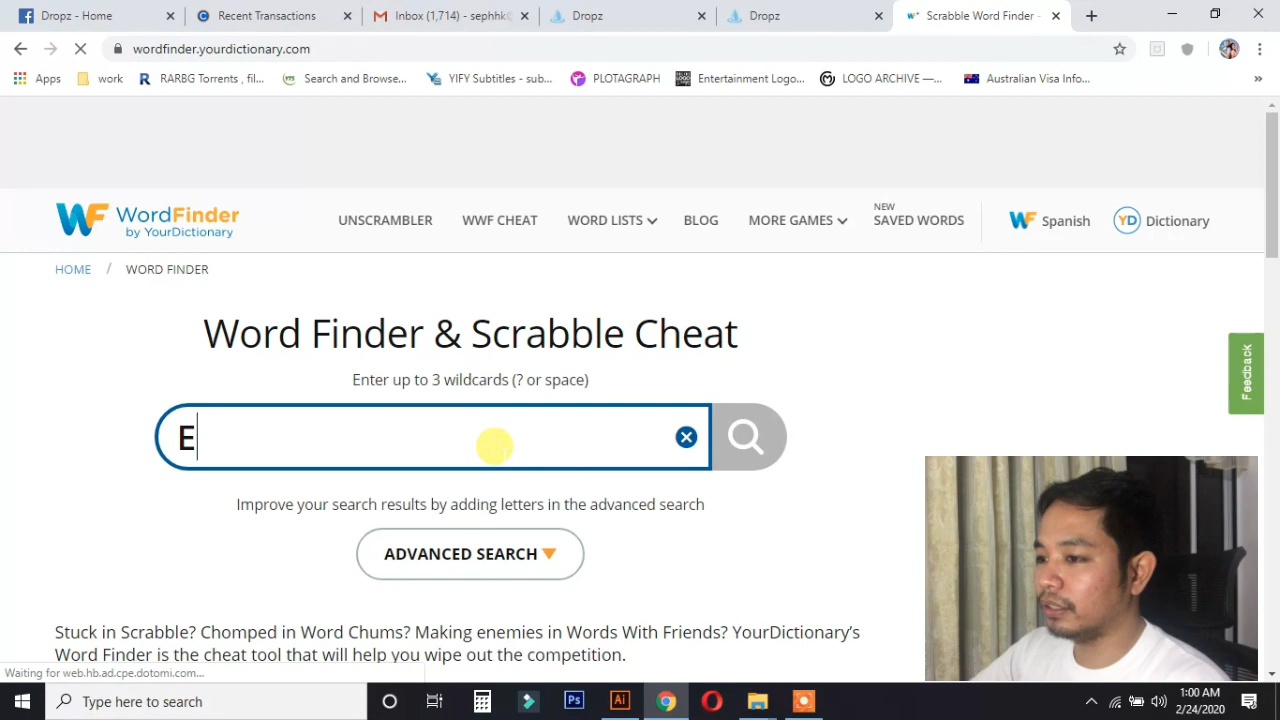 Dropz - Home
Recent Transactions
Inbox (1,714) - sephhk@
Dropz
Dropz
Scrabble Word Finder -
wordfinder.yourdictionary.com
Apps
work
RARBG Torrents , fil...
Search and Browse...
YIFY Subtitles - sub...
PLOTAGRAPH
Entertainment Logo...
LOGO ARCHIVE —...
Australian Visa Info...
»
WF WordFinder
by YourDictionary
UNSCRAMBLER
WWF CHEAT
WORD LISTS
BLOG
MORE GAMES
NEW
SAVED WORDS
WF Spanish
YD Dictionary
HOME / WORD FINDER
Word Finder & Scrabble Cheat
Enter up to 3 wildcards (? or space)
E
Improve your search results by adding letters in the advanced search
ADVANCED SEARCH
Feedback
Stuck in Scrabble? Chomped in Word Chums? Making enemies in Words With Friends? YourDictionary's
Word Finder is the cheat tool that will help you wipe out the competition.
Waiting for web.hb.ad.cpe.dotomi.com...
Type here to search
Ps
Ai
1:00 AM
2/24/2020